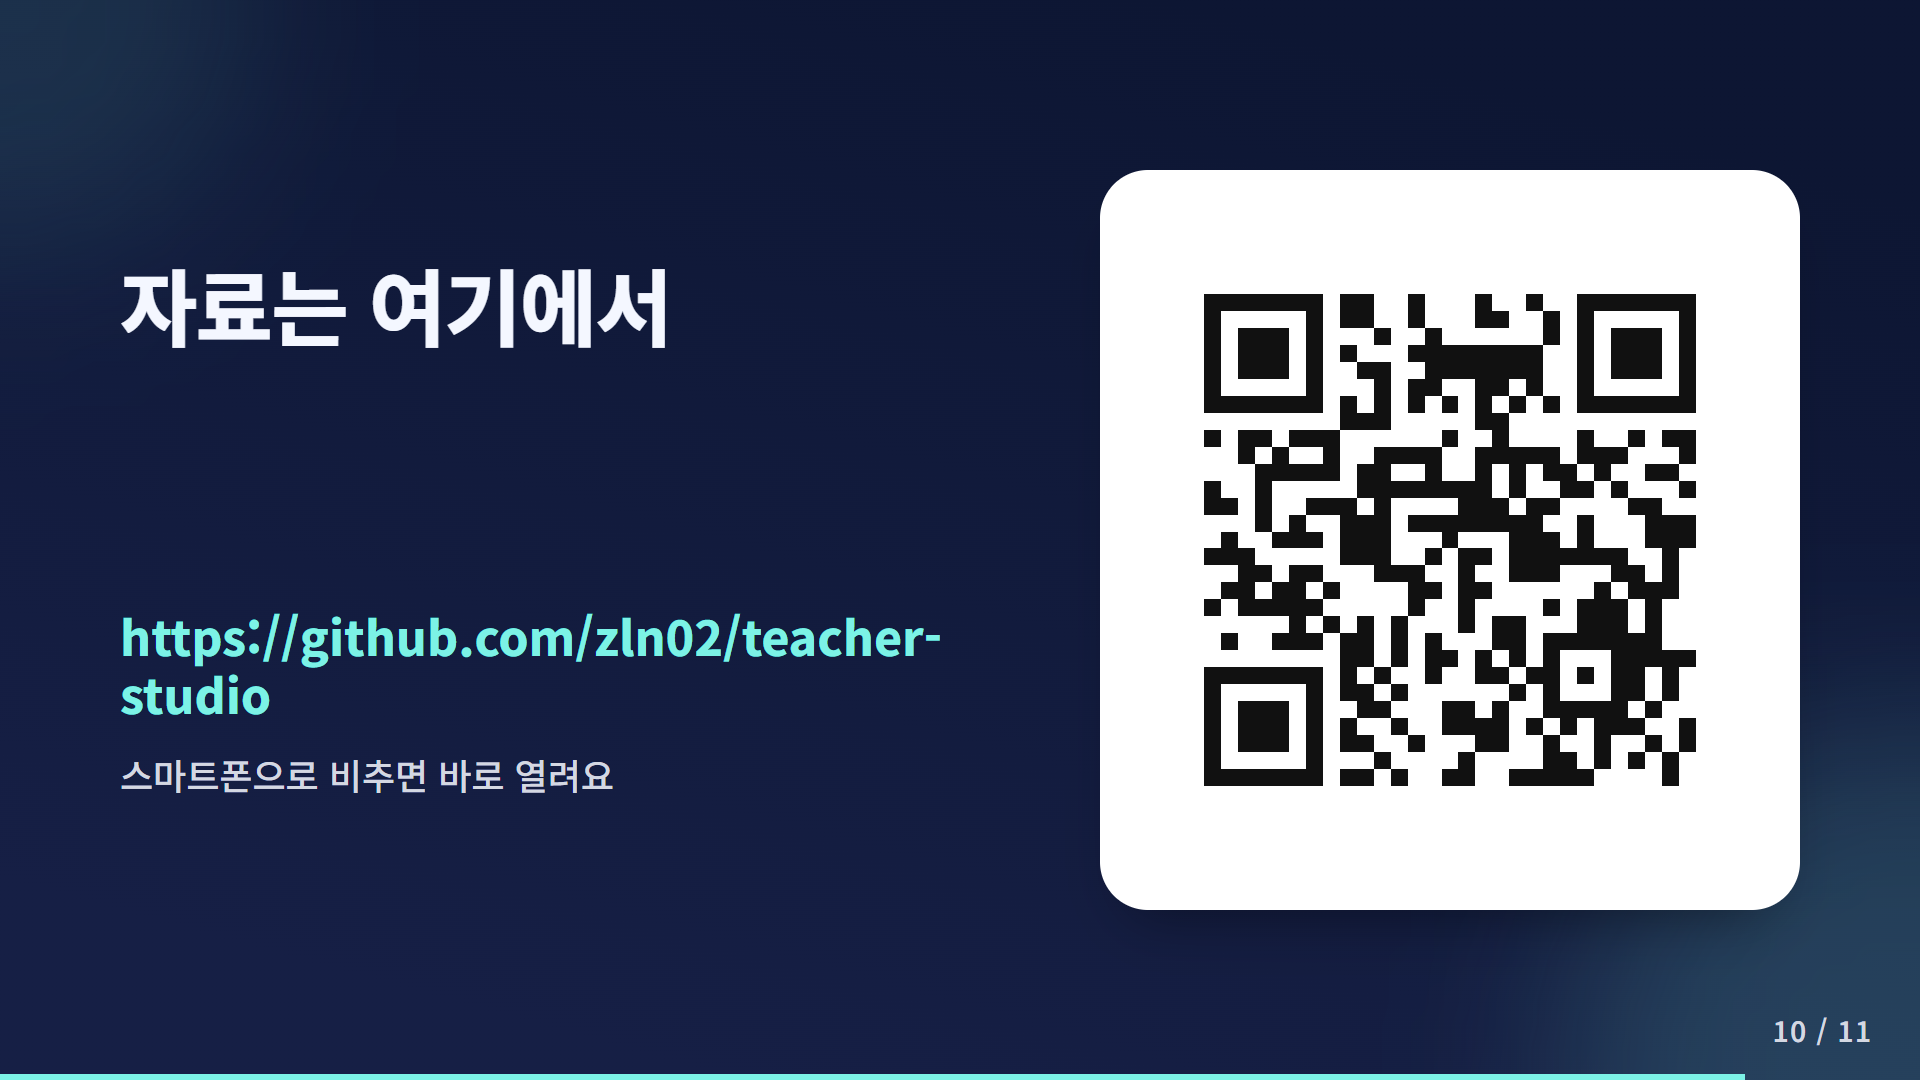 자료는 여기에서
https://github.com/zln02/teacher-
studio
스마트폰으로 비추면 바로 열려요
10 / 11